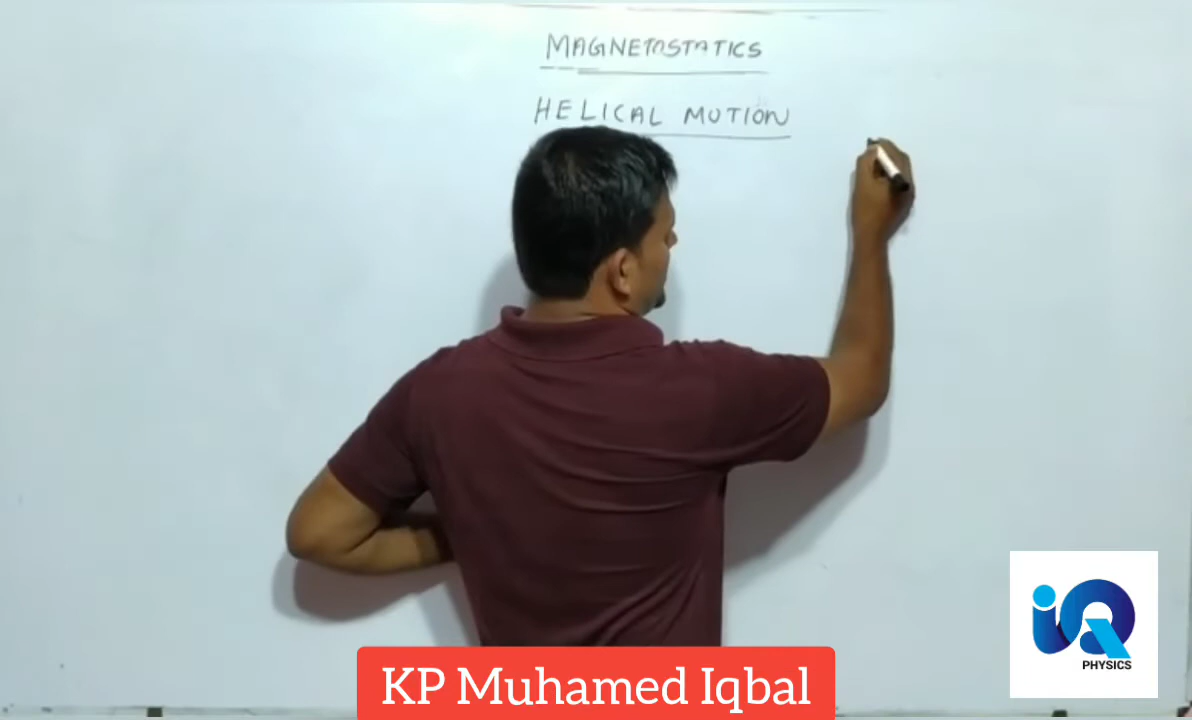 MAGNETOSTATICS
HELICAL MOTION
KP Muhamed Iqbal
iQ
PHYSICS